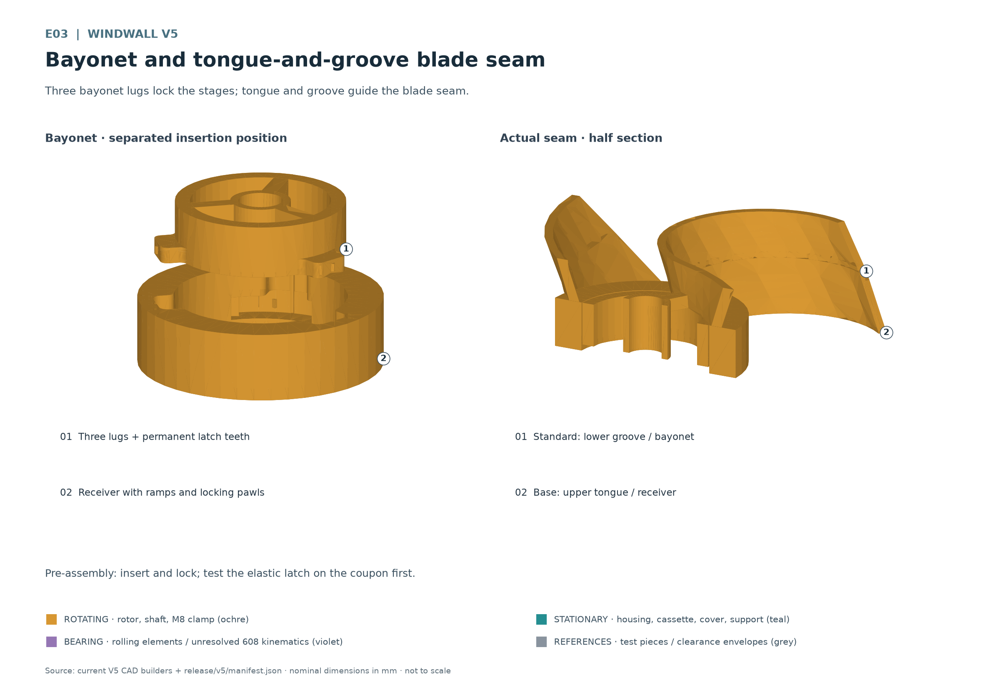 E03 | WINDWALL V5
Bayonet and tongue-and-groove blade seam
Three bayonet lugs lock the stages; tongue and groove guide the blade seam.
Bayonet · separated insertion position
1
2
01 Three lugs + permanent latch teeth
02 Receiver with ramps and locking pawls
Actual seam · half section
1
2
01 Standard: lower groove / bayonet
02 Base: upper tongue / receiver
Pre-assembly: insert and lock; test the elastic latch on the coupon first.
ROTATING · rotor, shaft, M8 clamp (ochre)
STATIONARY · housing, cassette, cover, support (teal)
BEARING · rolling elements / unresolved 608 kinematics (violet)
REFERENCES · test pieces / clearance envelopes (grey)
Source: current V5 CAD builders + release/v5/manifest.json · nominal dimensions in mm · not to scale